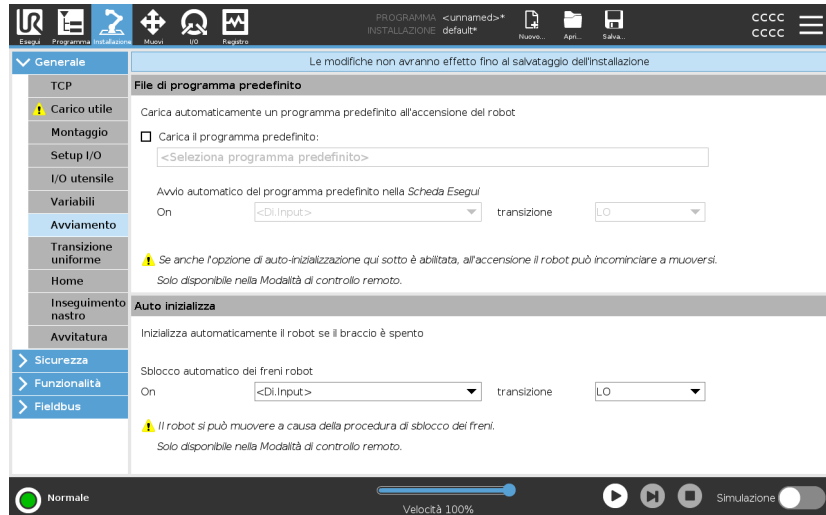 UR
Esegui
Programma
Installazione
Muovi
I/O
Registro
PROGRAMMA <unnamed>*
INSTALLAZIONE default*
Nuovo...
Apri...
Salva...
CCCC
CCCC
Generale
TCP
Carico utile
Montaggio
Setup I/O
I/O utensile
Variabili
Avviamento
Transizione
uniforme
Home
Inseguimento
nastro
Avvitatura
Sicurezza
Funzionalità
Fieldbus
Le modifiche non avranno effetto fino al salvataggio dell'installazione
File di programma predefinito
Carica automaticamente un programma predefinito all'accensione del robot
Carica il programma predefinito:
<Seleziona programma predefinito>
Avvio automatico del programma predefinito nella Scheda Esegui
On <Di.Input> transizione LO
Se anche l'opzione di auto-inizializzazione qui sotto è abilitata, all'accensione il robot può incominciare a muoversi.
Solo disponibile nella Modalità di controllo remoto.
Auto inizializza
Inizializza automaticamente il robot se il braccio è spento
Sblocco automatico dei freni robot
On <Di.Input> transizione LO
Il robot si può muovere a causa della procedura di sblocco dei freni.
Solo disponibile nella Modalità di controllo remoto.
Normale
Velocità 100%
Simulazione